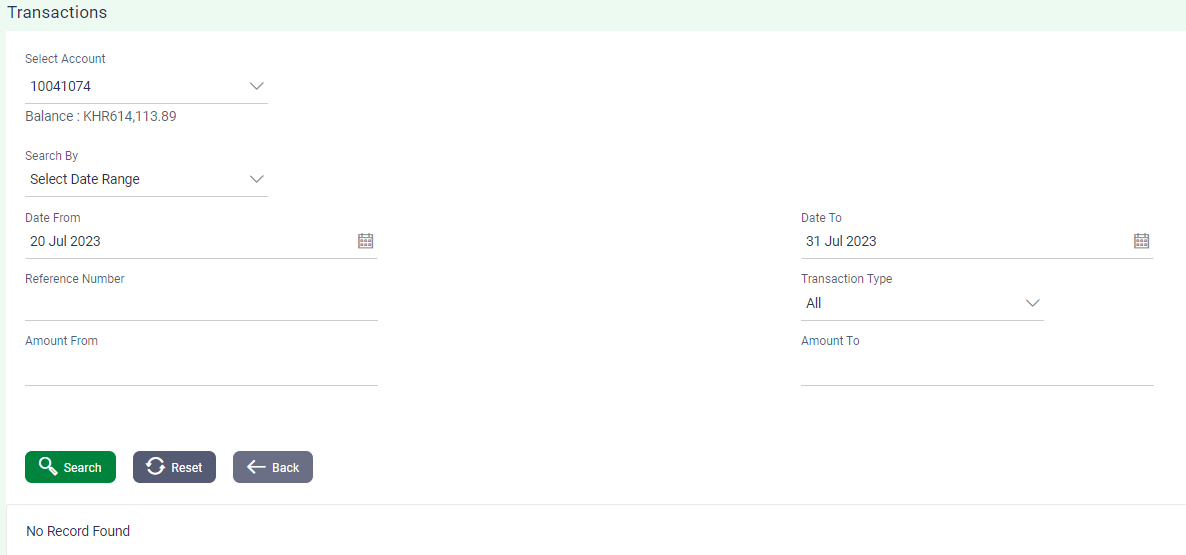 Transactions
Select Account
10041074
Balance : KHR614,113.89
Search By
Select Date Range
Date From
Date To
20 Jul 2023
31 Jul 2023
Reference Number
Transaction Type
All
Amount From
Amount To
Search
Reset
Back
No Record Found